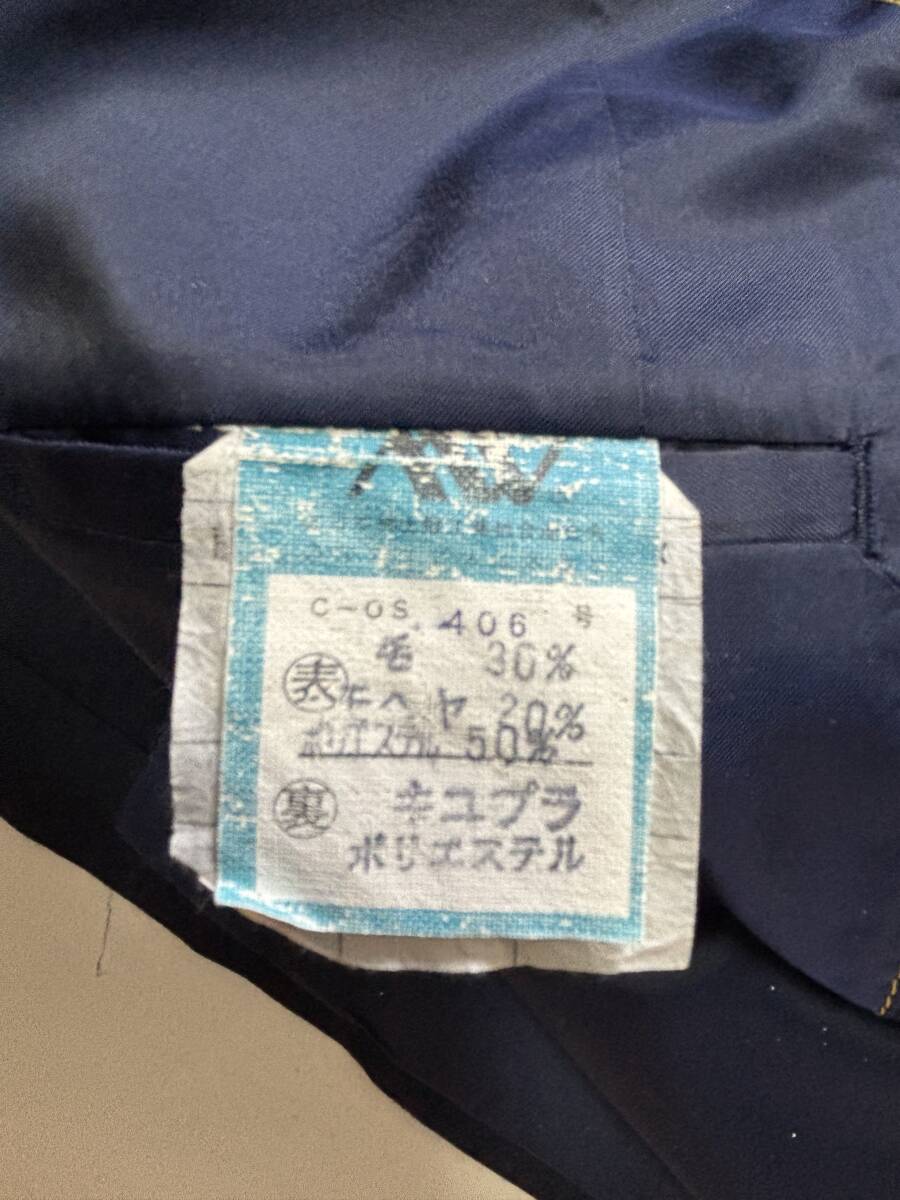 C-OS 406 号
表
毛 30%
キヘヤ 20%
ポリエステル 50%
裏
キユプラ
ポリエステル